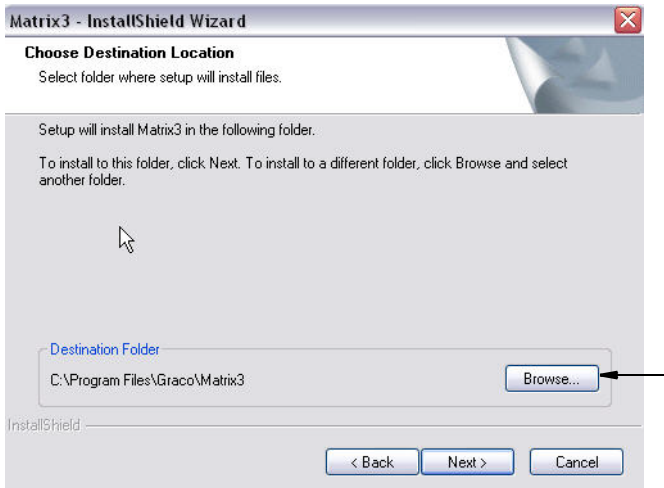 Matrix3 - InstallShield Wizard
Choose Destination Location
Select folder where setup will install files.
Setup will install Matrix3 in the following folder.
To install to this folder, click Next. To install to a different folder, click Browse and select
another folder.
Destination Folder
C:\Program Files\Graco\Matrix3
Browse...
InstallShield
< Back
Next >
Cancel